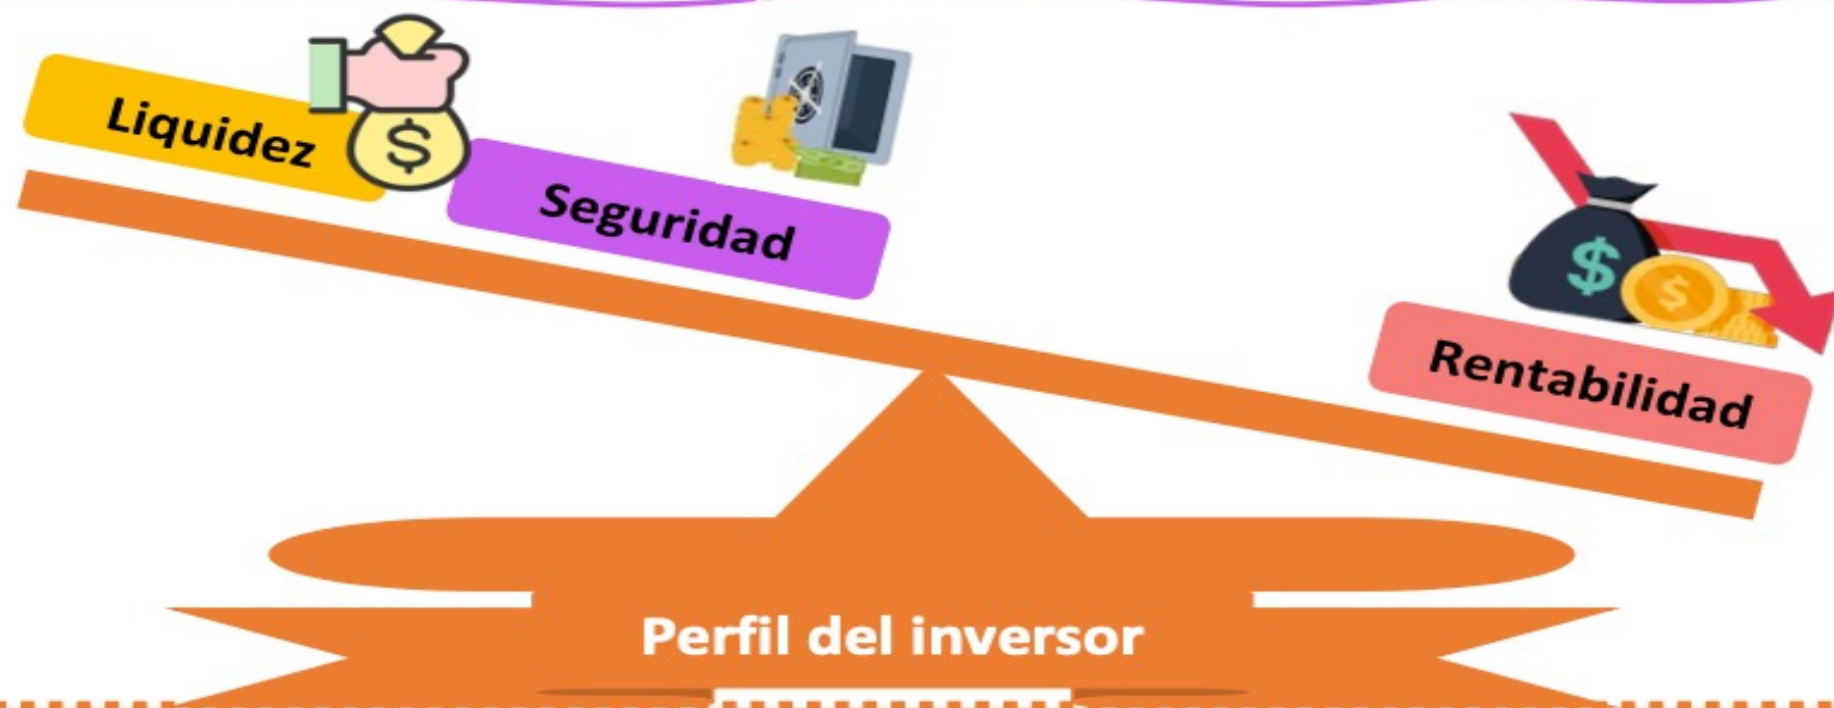 Liquidez
$
Seguridad
$
$
Rentabilidad
Perfil del inversor